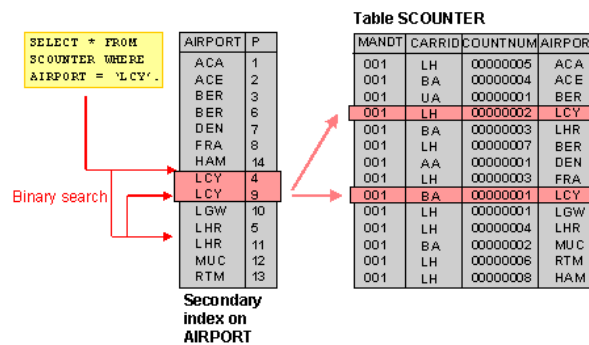 Table SCOUNTER
SELECT * FROM
SCOUNTER WHERE
AIRPORT = `LCY´.
AIRPORT P
ACA 1
ACE 2
BER 3
BER 6
DEN 7
FRA 8
HAM 14
LCY 4
LCY 9
LGW 10
LHR 5
LHR 11
MUC 12
RTM 13
Binary search
Secondary
index on
AIRPORT
MANDT CARRID COUNTNUM AIRPOR
001 LH 00000005 ACA
001 BA 00000004 ACE
001 UA 00000001 BER
001 LH 00000002 LCY
001 BA 00000003 LHR
001 LH 00000007 BER
001 AA 00000001 DEN
001 LH 00000003 FRA
001 BA 00000001 LCY
001 LH 00000001 LGW
001 LH 00000004 LHR
001 BA 00000002 MUC
001 LH 00000006 RTM
001 LH 00000008 HAM